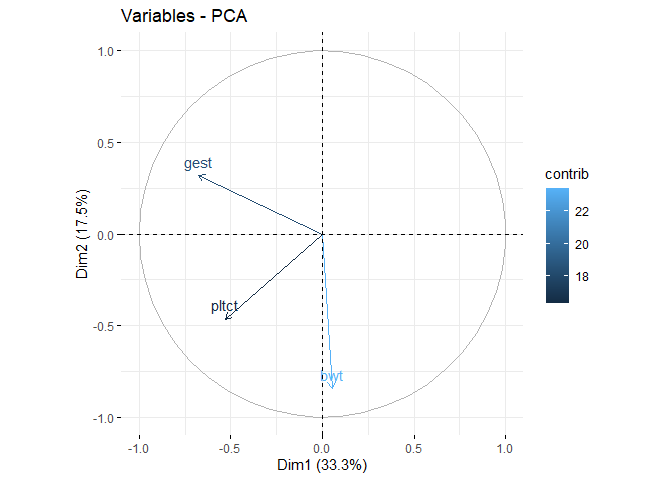 Variables - PCA
contrib
22
20
18
1.0
0.5
0.0
-0.5
-1.0
Dim2 (17.5%)
gest
pltct
bwt
-1.0
-0.5
0.0
0.5
1.0
Dim1 (33.3%)